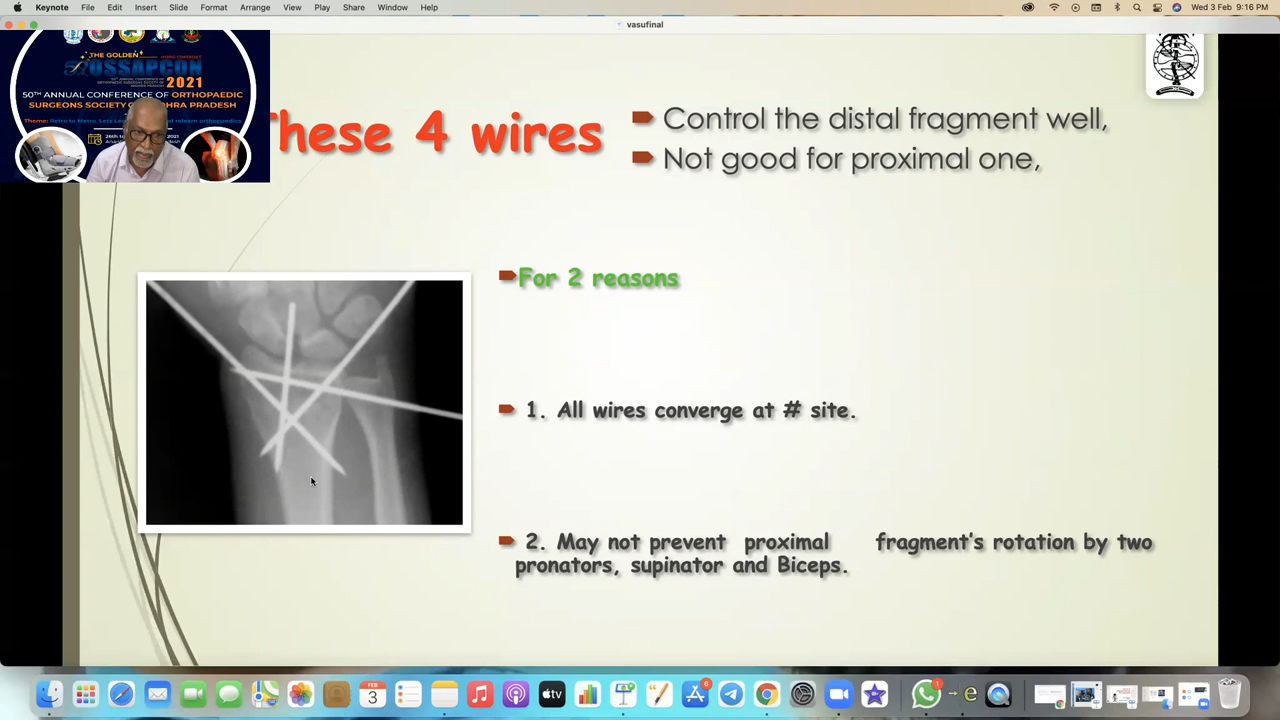 Keynote File Edit Insert Slide Format Arrange View Play Share Window Help Wed 3 Feb 9:16 PM
vasufinal
THE GOLDEN
OSSAPCON
2021
50TH ANNUAL CONFERENCE OF ORTHOPAEDIC
SURGEONS SOCIETY
These 4 wires
Control the distal fragment well,
Not good for proximal one,
For 2 reasons
1. All wires converge at # site.
2. May not prevent proximal fragment's rotation by two
pronators, supinator and Biceps.
FEB
3
tv